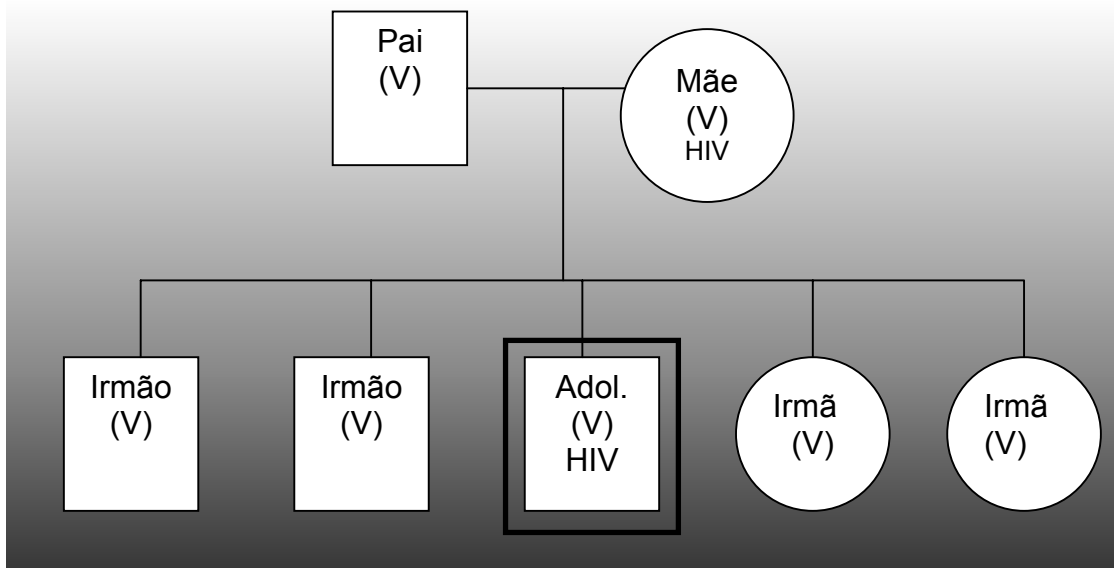 Pai
(V)
Mãe
(V)
HIV
Irmão
(V)
Irmão
(V)
Adol.
(V)
HIV
Irmã
(V)
Irmã
(V)